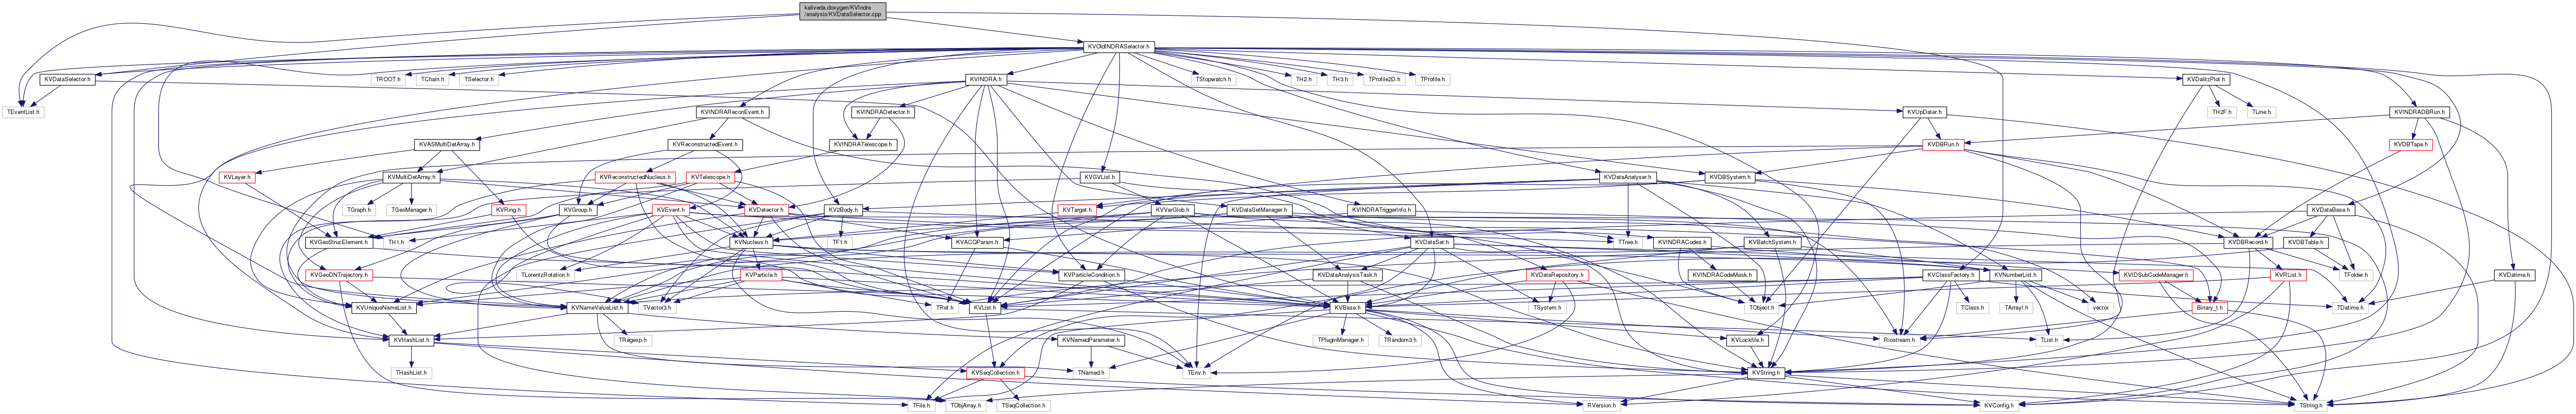 kaliveda.doxygen/KVIndra
/analysis/KVDataSelector.cpp
KVOldINDRASelector.h
KVDataSelector.h
TROOT.h
TChain.h
TSelector.h
KVINDRA.h
TStopwatch.h
TH2.h
TH3.h
TProfile2D.h
TProfile.h
KVDalitzPlot.h
TEventList.h
KVINDRAReconEvent.h
KVINDRADetector.h
KVUpDater.h
TH2F.h
TLine.h
KVINDRADBRun.h
KVASMultiDetArray.h
KVReconstructedEvent.h
KVINDRATelescope.h
KVDBRun.h
KVDBTape.h
KVLayer.h
KVMultiDetArray.h
KVReconstructedNucleus.h
KVTelescope.h
KVGVList.h
KVDataAnalyser.h
KVDBSystem.h
TGraph.h
TGeoManager.h
KVRing.h
KVGroup.h
KVEvent.h
KVDetector.h
KV2Body.h
KVTarget.h
KVVarGlob.h
KVDataSetManager.h
KVINDRATriggerInfo.h
KVDataBase.h
KVGeoStrucElement.h
TH1.h
KVNucleus.h
TF1.h
KVACQParam.h
TTree.h
KVDataSet.h
KVINDRACodes.h
KVBatchSystem.h
KVDBRecord.h
KVDBTable.h
KVGeoDNTrajectory.h
TLorentzRotation.h
KVParticle.h
KVParticleCondition.h
KVDataAnalysisTask.h
KVDataRepository.h
KVINDRACodeMask.h
KVClassFactory.h
KVNumberList.h
KVIDSubCodeManager.h
KVRList.h
TFolder.h
KVDatime.h
KVUniqueNameList.h
KVNameValueList.h
TVector3.h
TRef.h
KVList.h
KVBase.h
TSystem.h
TObject.h
TClass.h
TArrayI.h
vector
Binary_t.h
TDatime.h
KVHashList.h
TRegexp.h
KVNamedParameter.h
TPluginManager.h
TRandom3.h
KVLockfile.h
Riostream.h
TList.h
THashList.h
KVSeqCollection.h
TNamed.h
TEnv.h
KVString.h
TFile.h
TObjArray.h
TSeqCollection.h
RVersion.h
KVConfig.h
TString.h